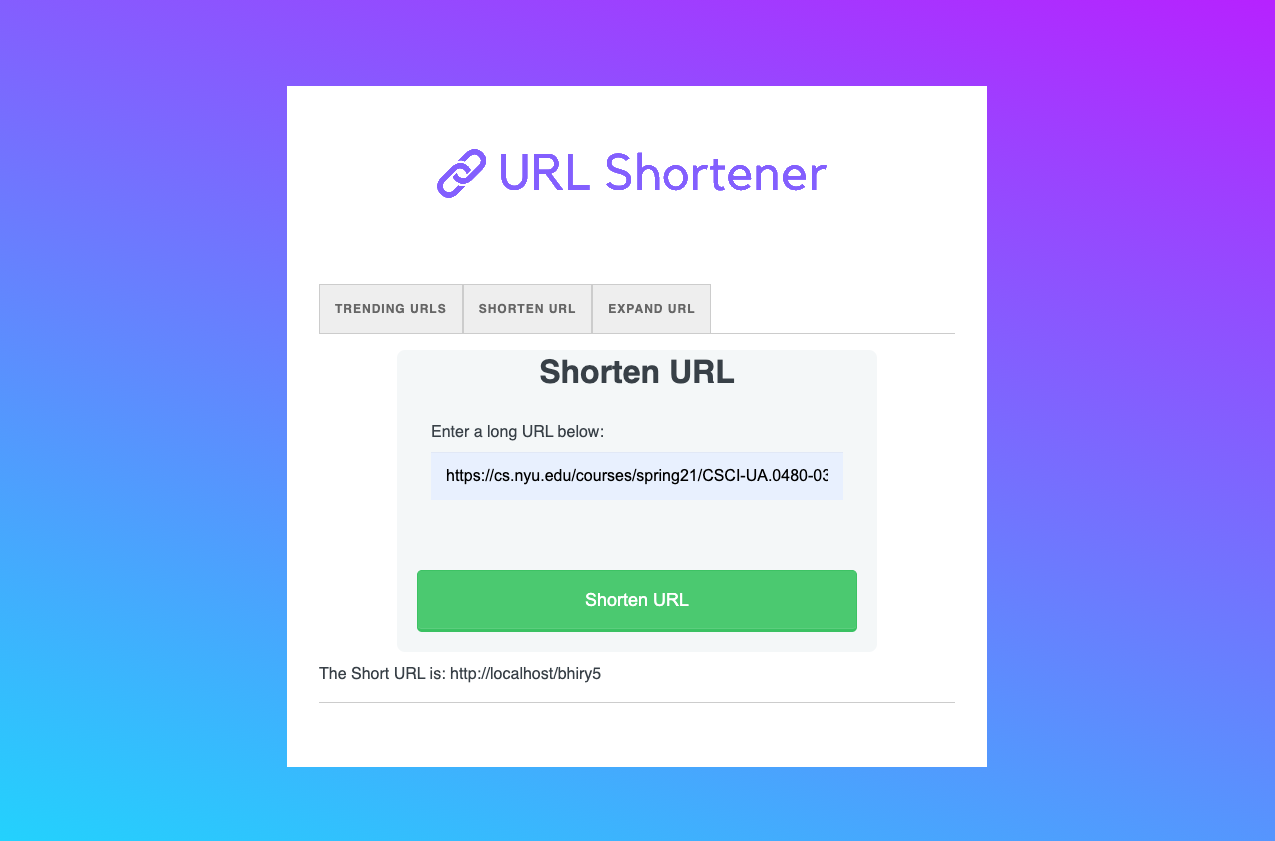 URL Shortener
TRENDING URLS SHORTEN URL EXPAND URL
Shorten URL
Enter a long URL below:
https://cs.nyu.edu/courses/spring21/CSCI-UA.0480-03
Shorten URL
The Short URL is: http://localhost/bhiry5